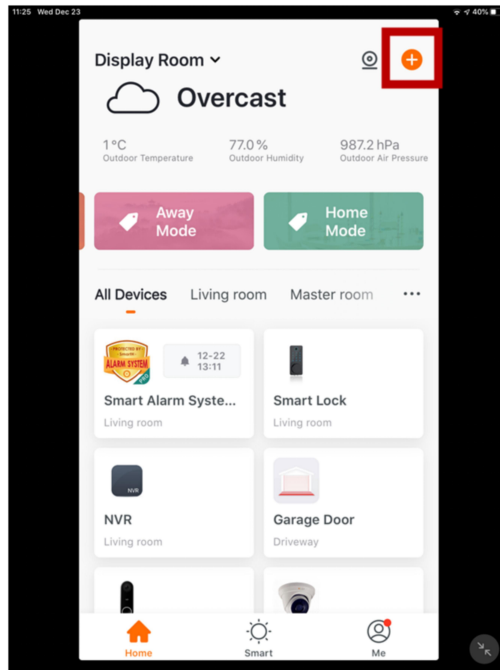 11:25 Wed Dec 23
40%
Display Room
Overcast
1°C
77.0%
987.2 hPa
Outdoor Temperature
Outdoor Humidity
Outdoor Air Pressure
Away
Mode
Home
Mode
All Devices
Living room
Master room
ALARM SYSTEM
12-22
13:11
Smart Alarm Syste...
Smart Lock
Living room
Living room
NVR
NVR
Garage Door
Living room
Driveway
Home
Smart
Me